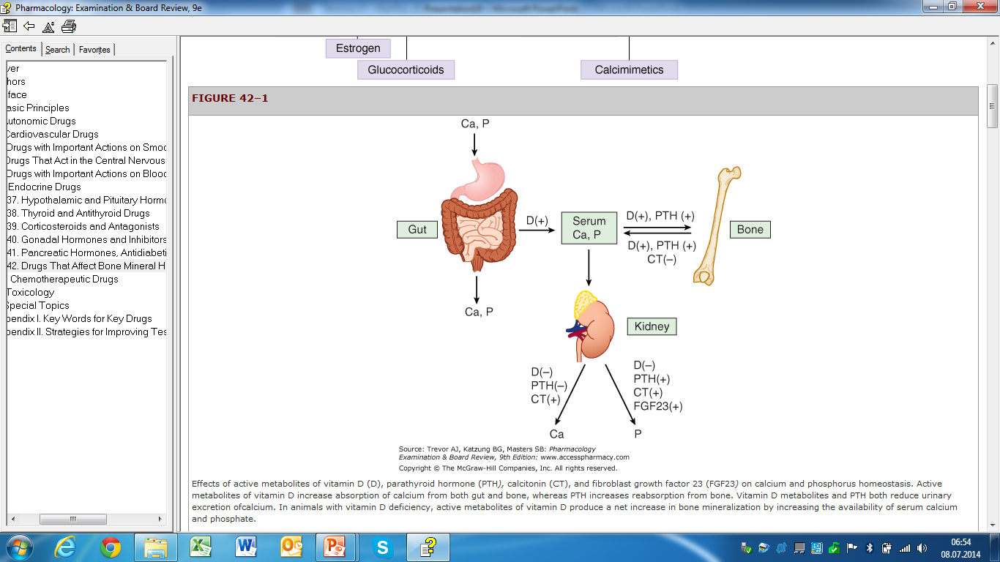 Pharmacology: Examination & Board Review, 9e
Contents Search Favorites
ver
hors
face
asic Principles
utonomic Drugs
Cardiovascular Drugs
Drugs with Important Actions on Smoo
Drugs That Act in the Central Nervous
Drugs with Important Actions on Blood
Endocrine Drugs
37. Hypothalamic and Pituitary Hormo
38. Thyroid and Antithyroid Drugs
39. Corticosteroids and Antagonists
40. Gonadal Hormones and Inhibitors
41. Pancreatic Hormones, Antidiabeti
42. Drugs That Affect Bone Mineral H
Chemotherapeutic Drugs
Toxicology
Special Topics
pendix I. Key Words for Key Drugs
pendix II. Strategies for Improving Tes
Estrogen
Glucocorticoids
Calcimimetics
FIGURE 42–1
Ca, P
Gut
D(+)
Serum
Ca, P
D(+), PTH (+)
D(+), PTH (+)
CT(–)
Bone
Ca, P
Kidney
D(–)
PTH(–)
CT(+)
D(–)
PTH(+)
CT(+)
FGF23(+)
Ca
P
Source: Trevor AJ, Katzung BG, Masters SB: Pharmacology
Examination & Board Review, 9th Edition: www.accesspharmacy.com
Copyright © The McGraw-Hill Companies, Inc. All rights reserved.
Effects of active metabolites of vitamin D (D), parathyroid hormone (PTH), calcitonin (CT), and fibroblast growth factor 23 (FGF23) on calcium and phosphorus homeostasis. Active
metabolites of vitamin D increase absorption of calcium from both gut and bone, whereas PTH increases reabsorption from bone. Vitamin D metabolites and PTH both reduce urinary
excretion ofcalcium. In animals with vitamin D deficiency, active metabolites of vitamin D produce a net increase in bone mineralization by increasing the availability of serum calcium
and phosphate.
06:54
08.07.2014